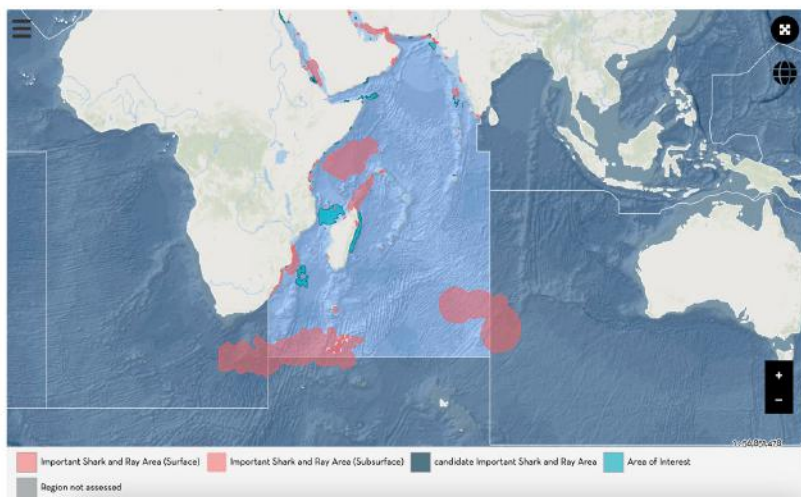 Important Shark and Ray Area (Surface) Important Shark and Ray Area (Subsurface) candidate Important Shark and Ray Area Area of Interest
Region not assessed